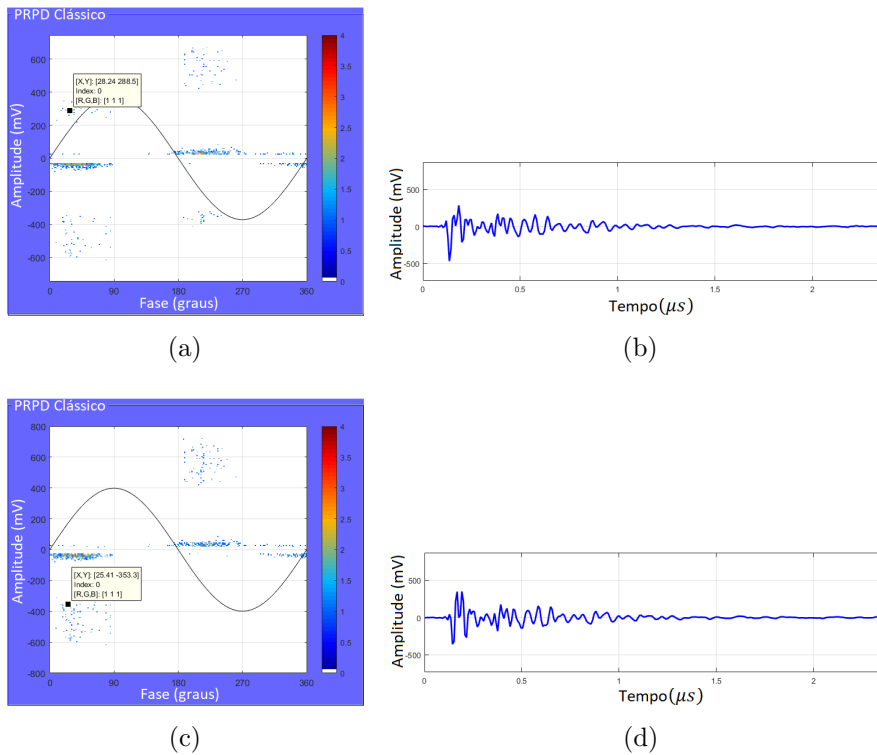 PRPD Clássico
Amplitude (mV)
600
400
200
0
-200
-400
-600
[X,Y]: [28.24 288.5]
Index: 0
[R,G,B]: [1 1 1]
0 90 180 270 360
Fase (graus)
4
3.5
3
2.5
2
1.5
1
0.5
0
(a)
Amplitude (mV)
500
0
-500
0 0.5 1 1.5 2
Tempo(μs)
(b)
PRPD Clássico
Amplitude (mV)
800
600
400
200
0
-200
-400
-600
-800
[X,Y]: [25.41 -353.3]
Index: 0
[R,G,B]: [1 1 1]
0 90 180 270 360
Fase (graus)
4
3.5
3
2.5
2
1.5
1
0.5
0
(c)
Amplitude (mV)
500
0
-500
0 0.5 1 1.5 2
Tempo(μs)
(d)